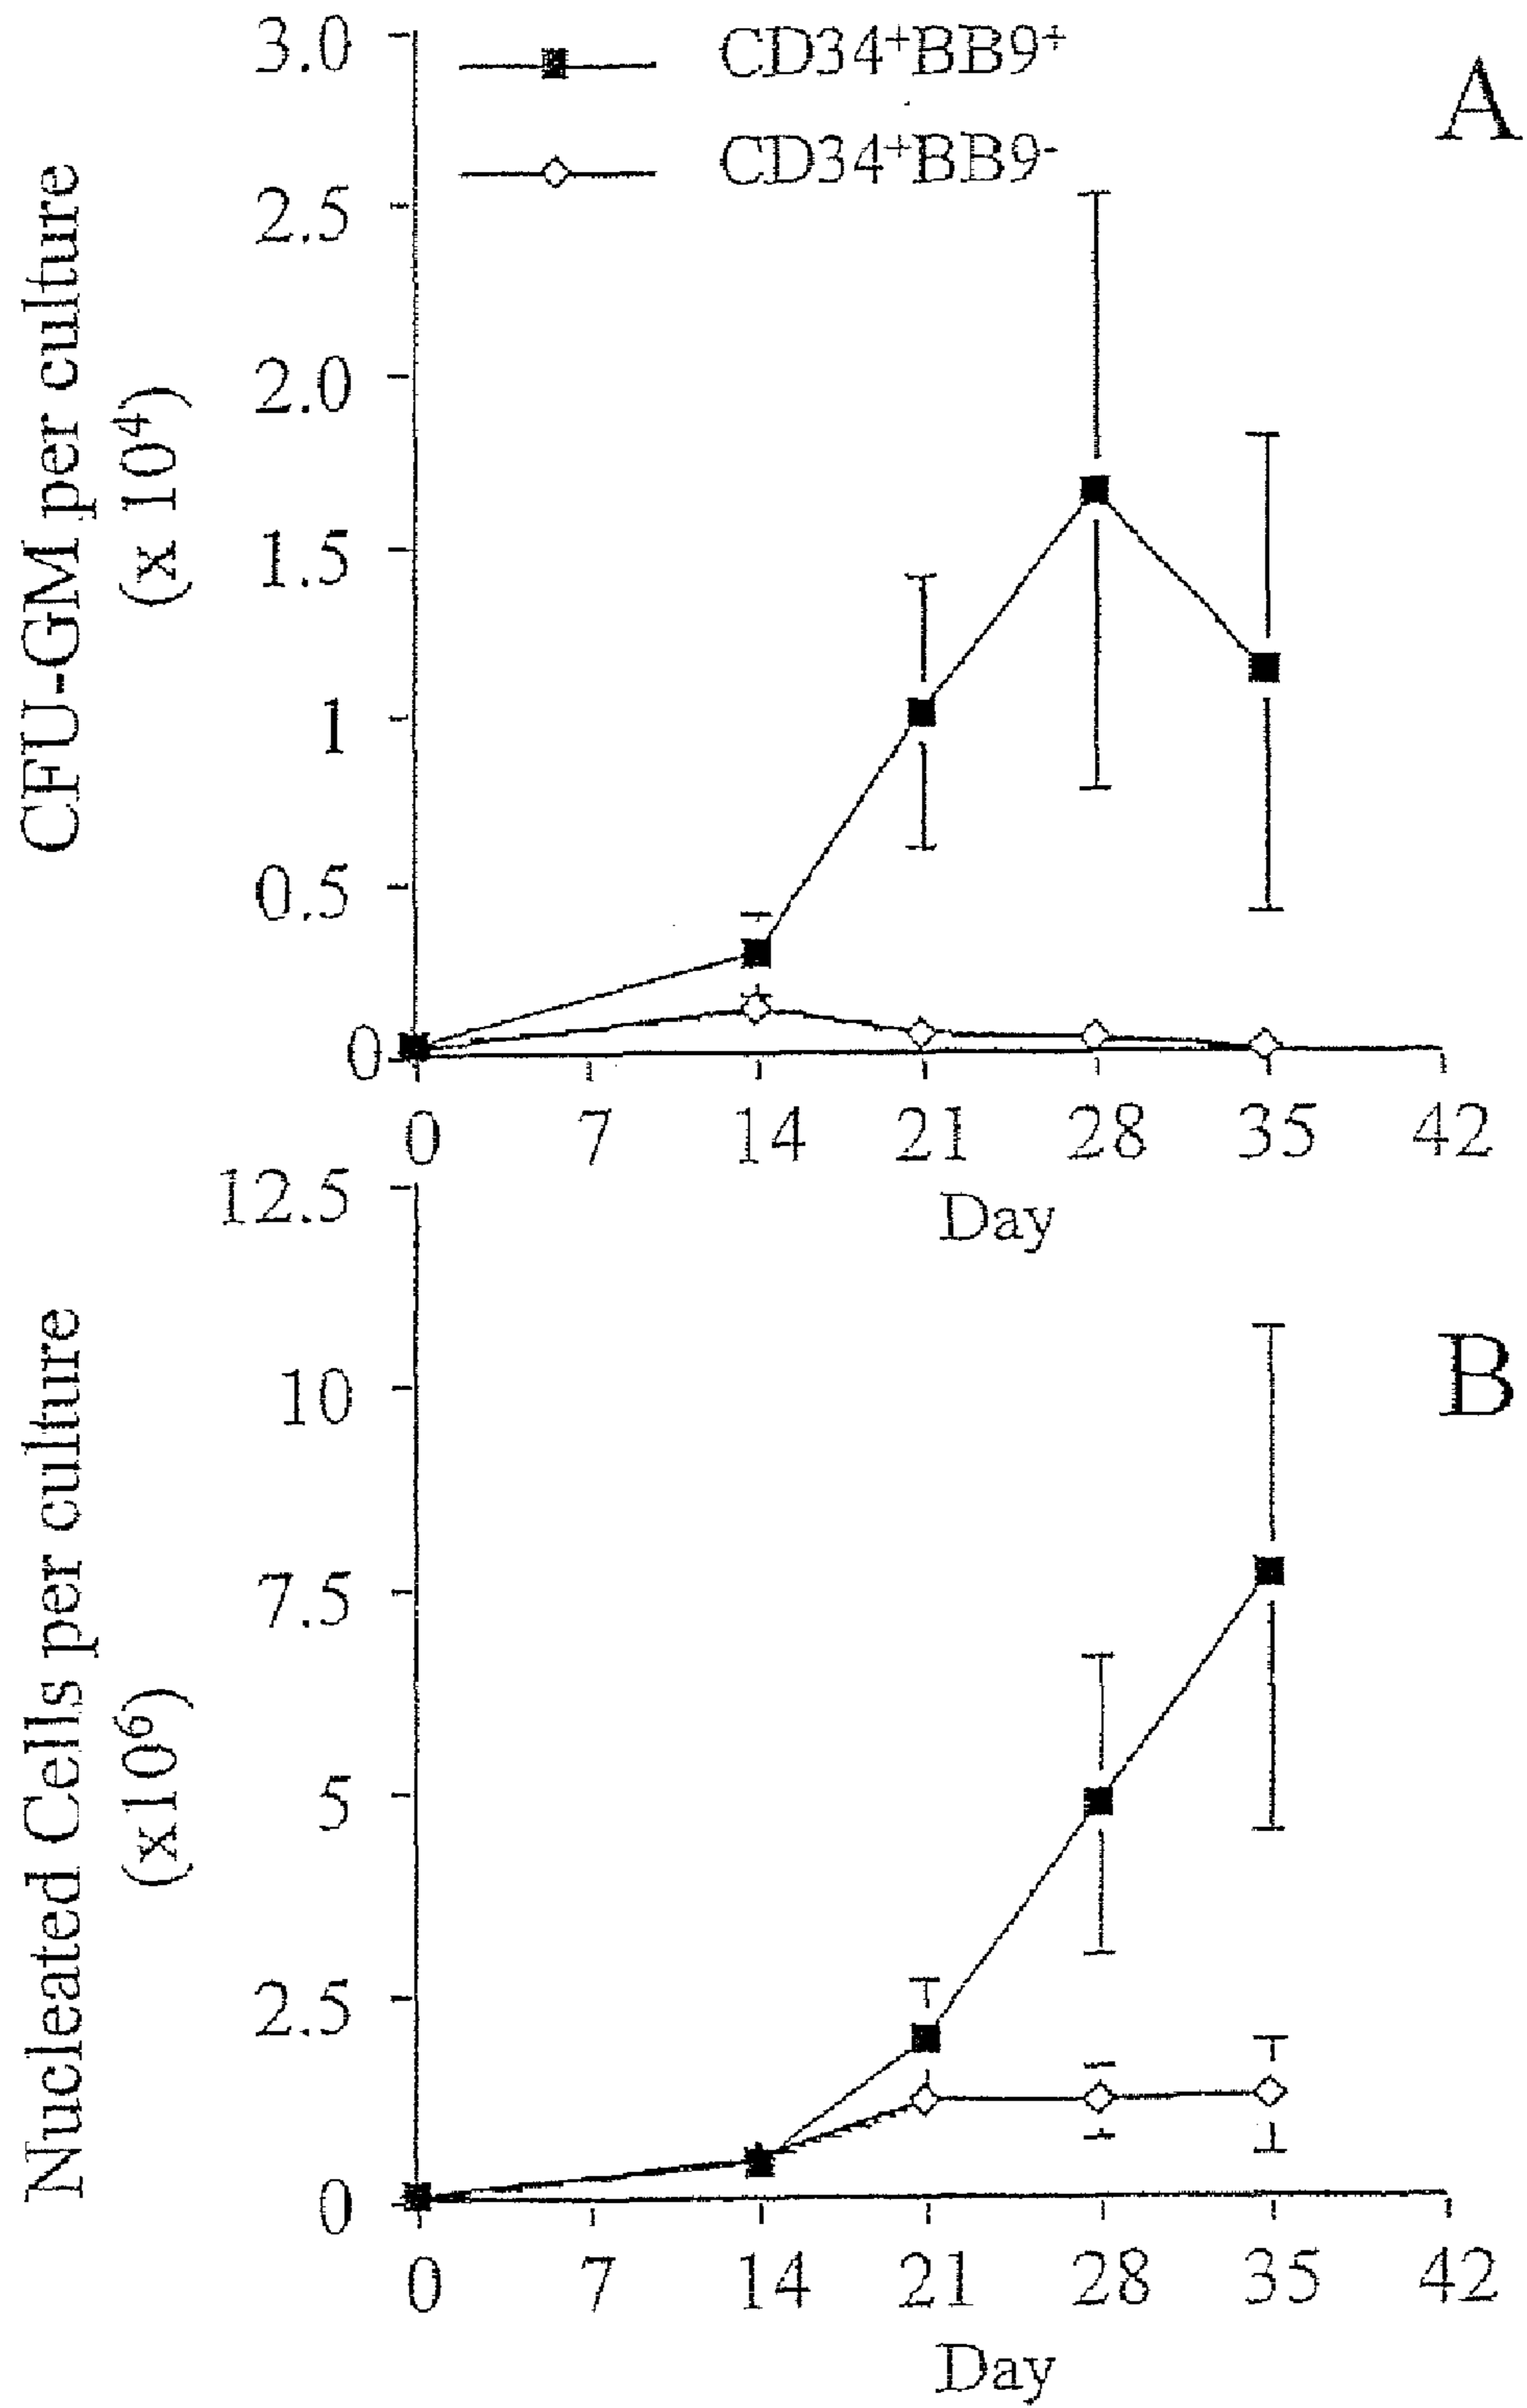 3.0
CD34⁺BB9⁺
A
CD34⁺BB9⁻
2.5
2.0
1.5
1
0.5
0
CFU-GM per culture
(x 10⁴)
0 7 14 21 28 35 42
Day
12.5
B
10
7.5
5
2.5
0
Nucleated Cells per culture
(x10⁶)
0 7 14 21 28 35 42
Day